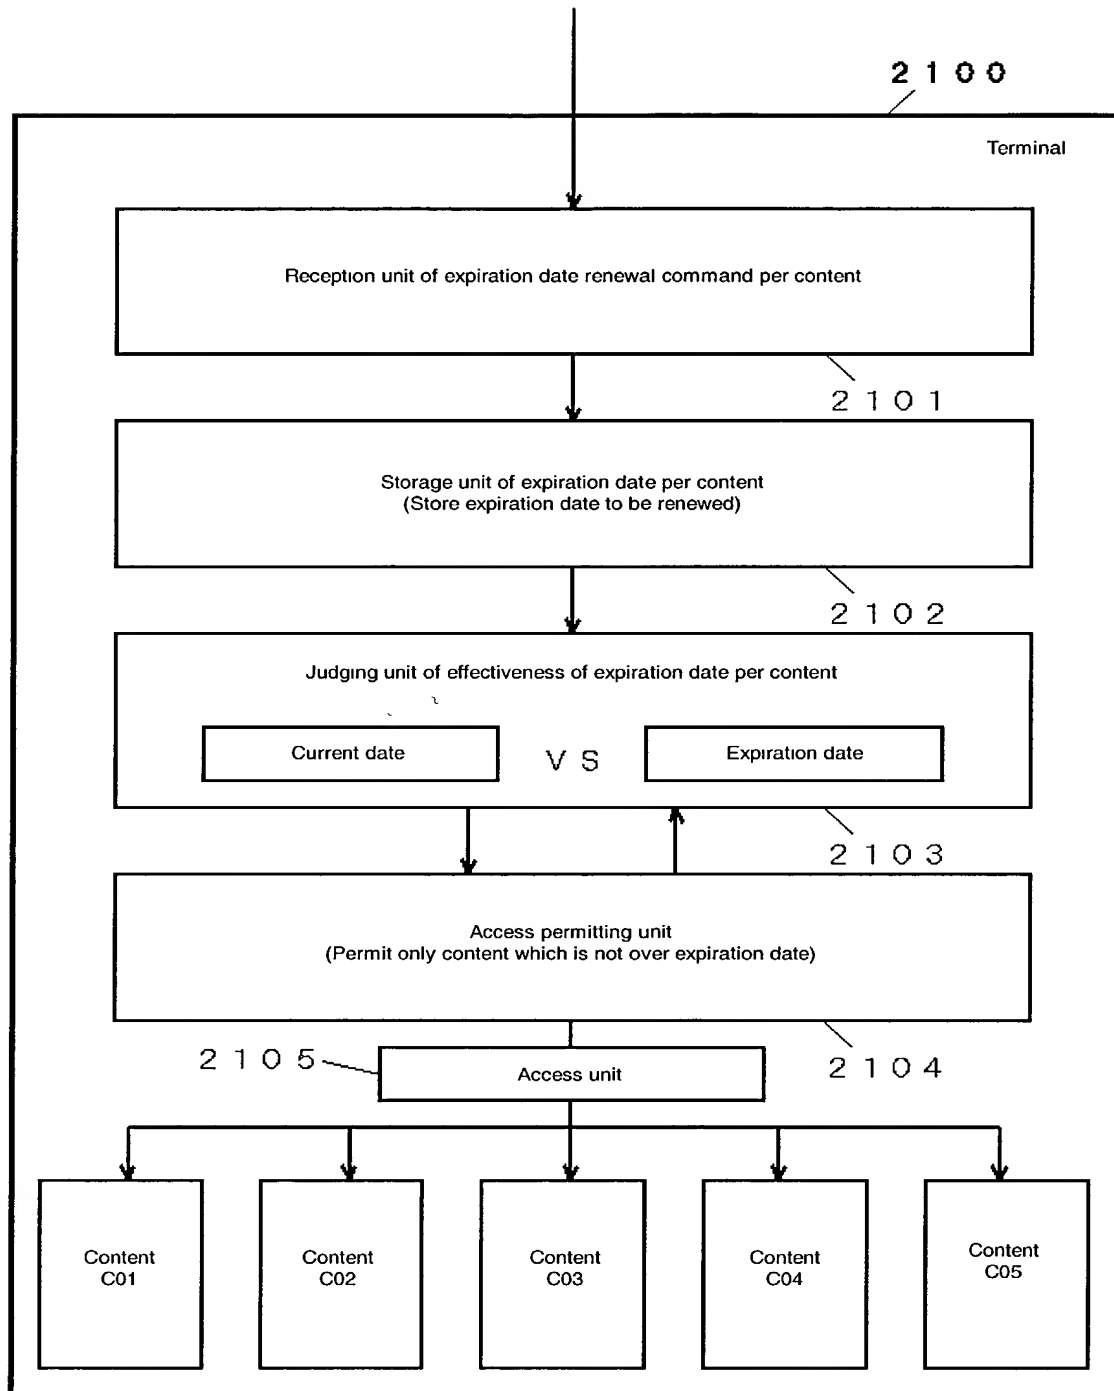 2100
Terminal
Reception unit of expiration date renewal command per content
2101
Storage unit of expiration date per content
(Store expiration date to be renewed)
2102
Judging unit of effectiveness of expiration date per content
Current date
VS
Expiration date
2103
Access permitting unit
(Permit only content which is not over expiration date)
2104
2105
Access unit
Content
C01
Content
C02
Content
C03
Content
C04
Content
C05